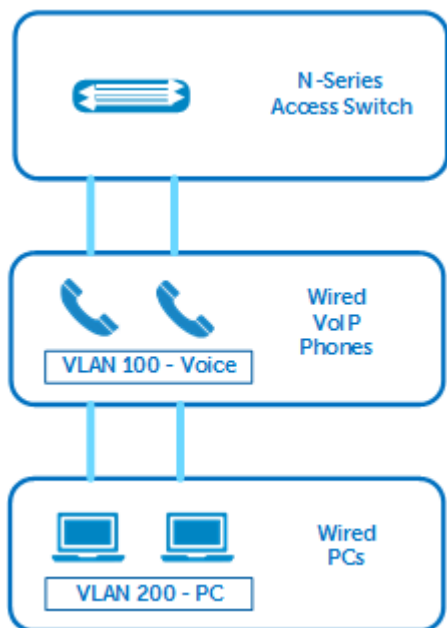 N-Series
Access Switch
Wired
VoIP
Phones
VLAN 100 - Voice
Wired
PCs
VLAN 200 - PC